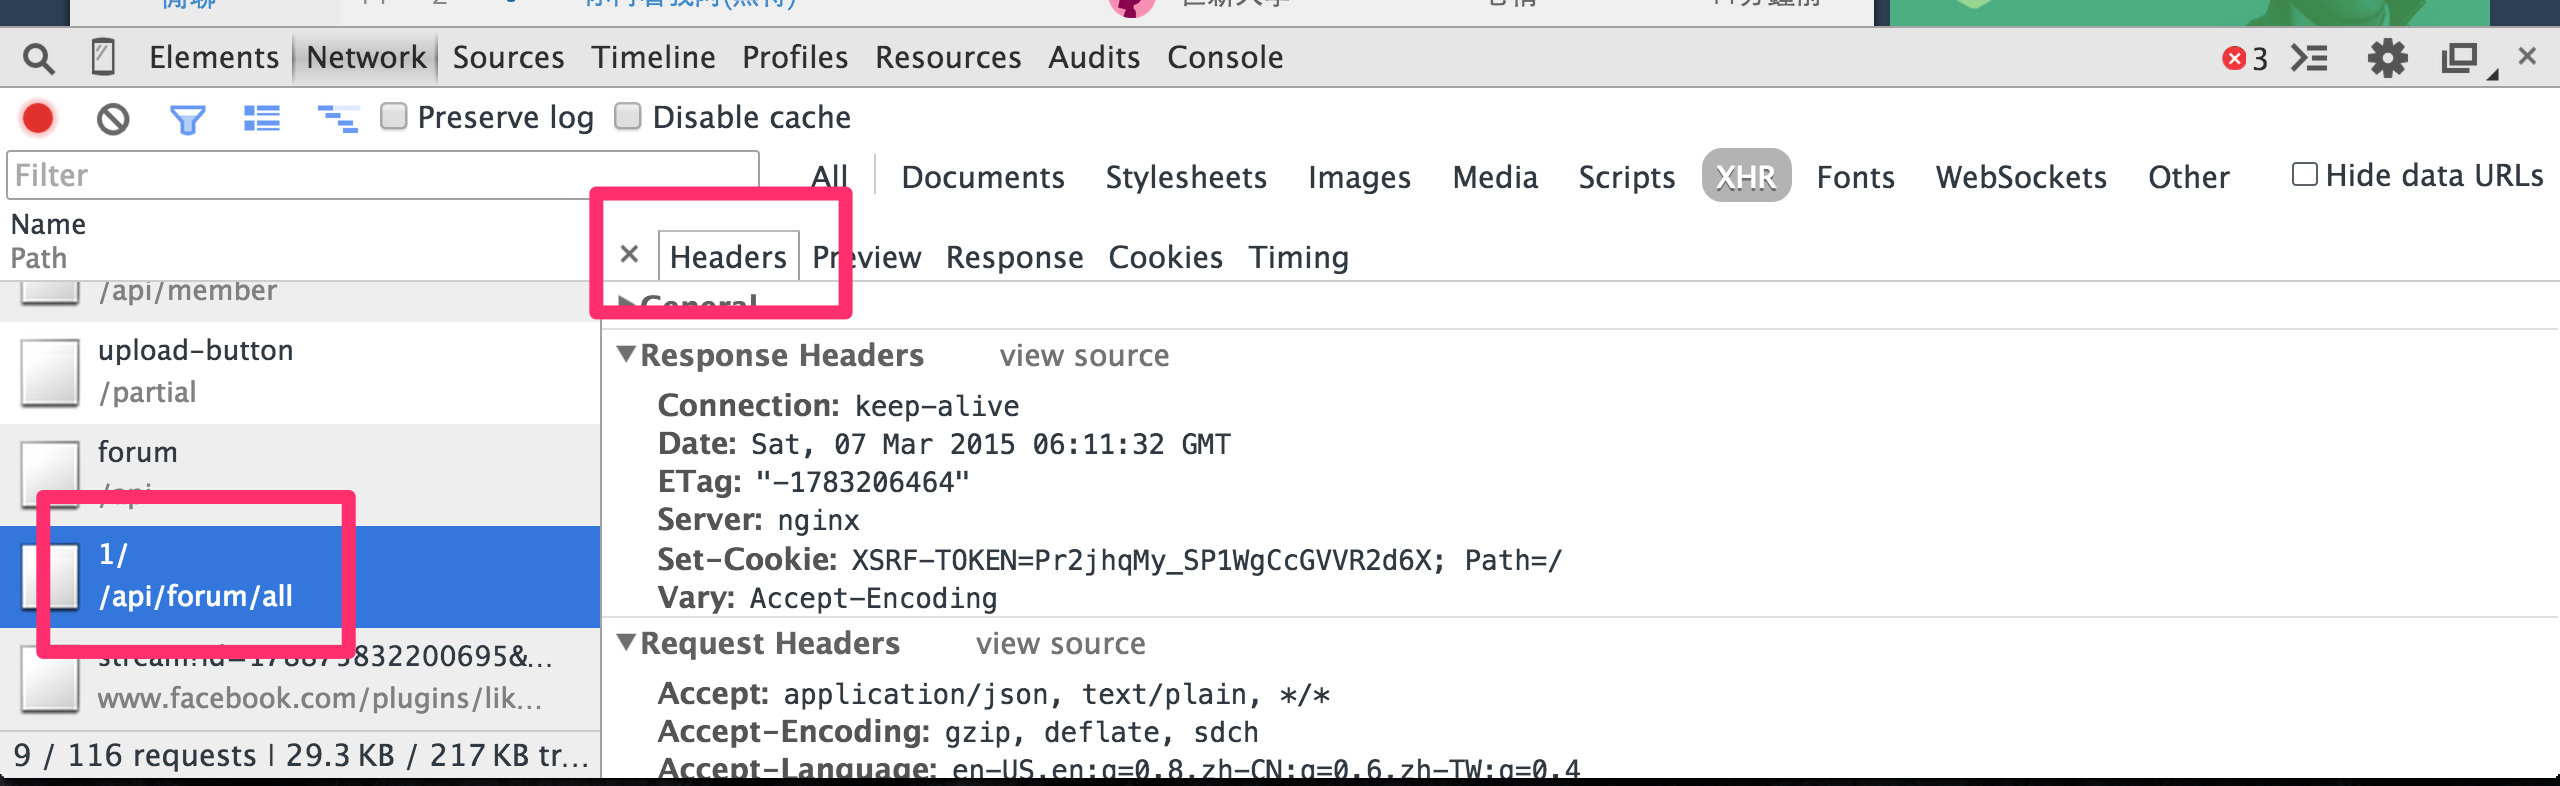 Elements Network Sources Timeline Profiles Resources Audits Console 3
Preserve log Disable cache
Filter All Documents Stylesheets Images Media Scripts XHR Fonts WebSockets Other Hide data URLs
Name
Path
× Headers Preview Response Cookies Timing
/api/member
General
upload-button
/partial
forum
/api
1/
/api/forum/all
www.facebook.com/plugins/lik...
9 / 116 requests | 29.3 KB / 217 KB tr...
Response Headers view source
Connection: keep-alive
Date: Sat, 07 Mar 2015 06:11:32 GMT
ETag: "-1783206464"
Server: nginx
Set-Cookie: XSRF-TOKEN=Pr2jhqMy_SP1WgCcGVVR2d6X; Path=/
Vary: Accept-Encoding
Request Headers view source
Accept: application/json, text/plain, */*
Accept-Encoding: gzip, deflate, sdch
Accept-Language: en-US,en;q=0.8,zh-CN;q=0.6,zh-TW;q=0.4